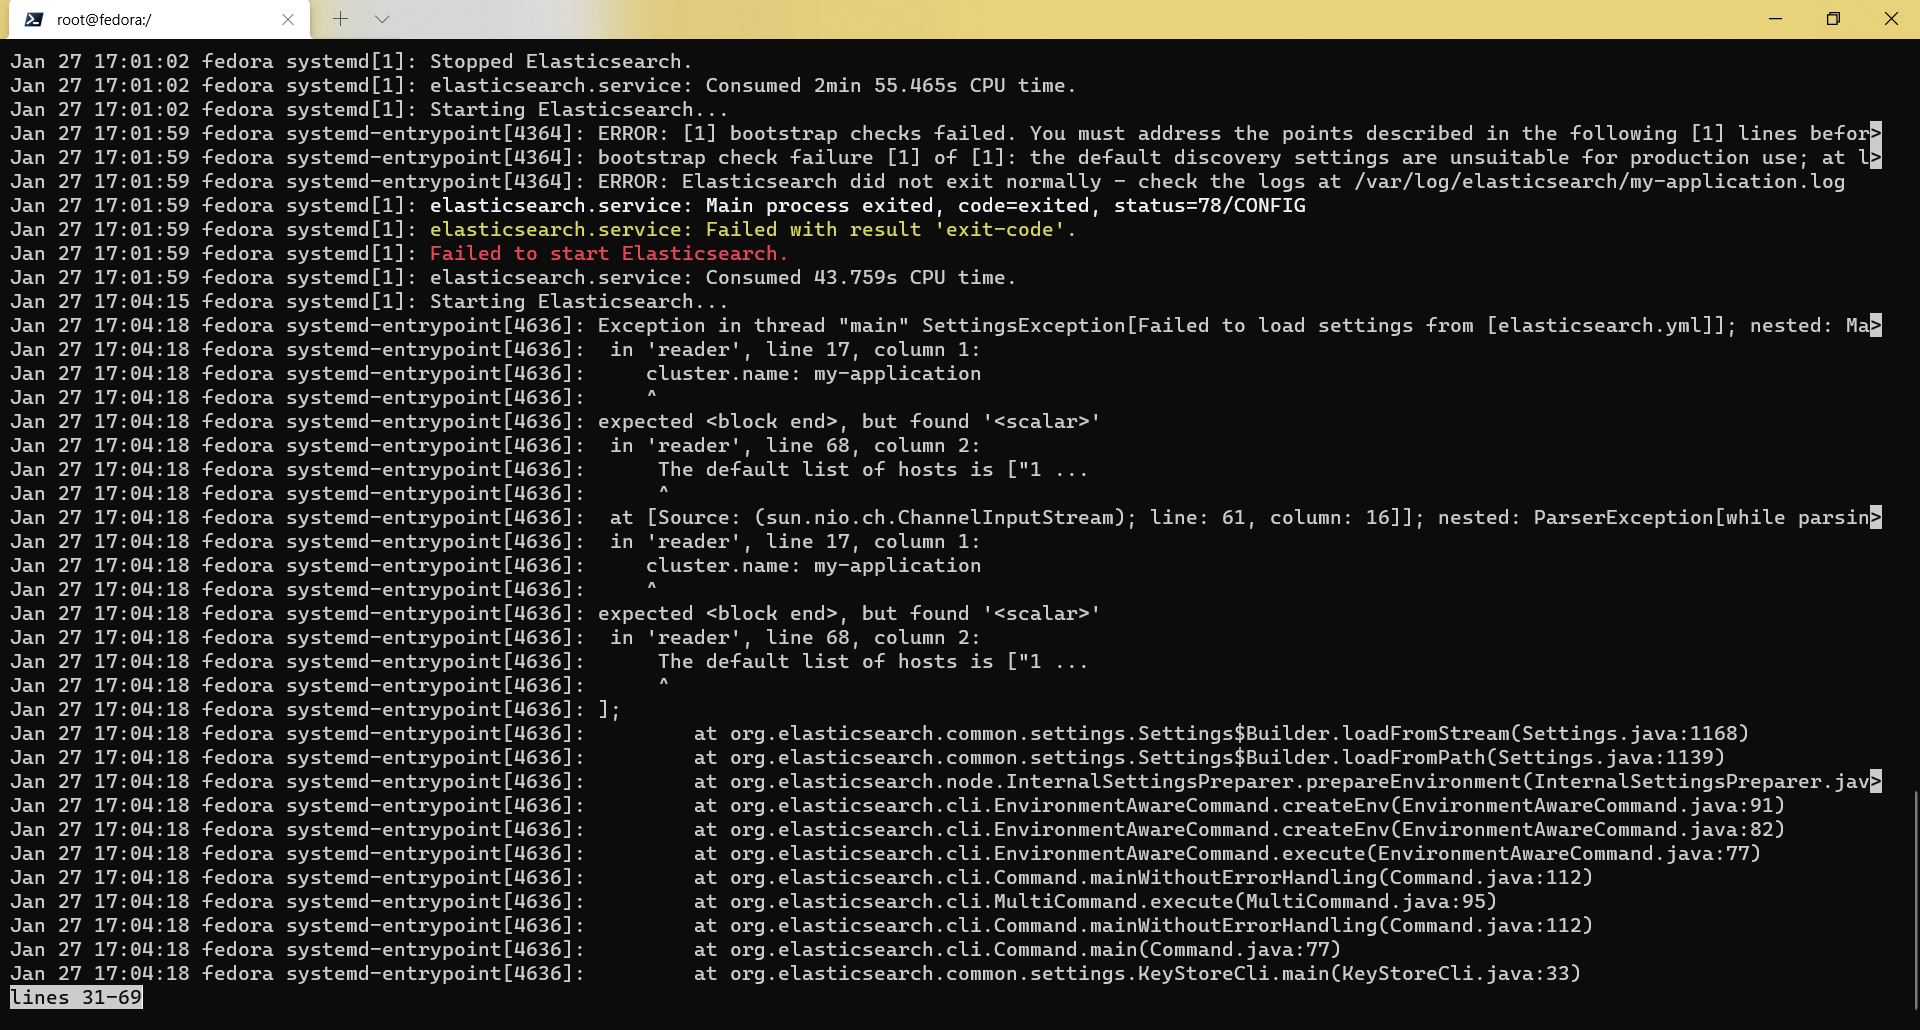 root@fedora:/
Jan 27 17:01:02 fedora systemd[1]: Stopped Elasticsearch.
Jan 27 17:01:02 fedora systemd[1]: elasticsearch.service: Consumed 2min 55.465s CPU time.
Jan 27 17:01:02 fedora systemd[1]: Starting Elasticsearch...
Jan 27 17:01:59 fedora systemd-entrypoint[4364]: ERROR: [1] bootstrap checks failed. You must address the points described in the following [1] lines befor>
Jan 27 17:01:59 fedora systemd-entrypoint[4364]: bootstrap check failure [1] of [1]: the default discovery settings are unsuitable for production use; at l>
Jan 27 17:01:59 fedora systemd-entrypoint[4364]: ERROR: Elasticsearch did not exit normally - check the logs at /var/log/elasticsearch/my-application.log
Jan 27 17:01:59 fedora systemd[1]: elasticsearch.service: Main process exited, code=exited, status=78/CONFIG
Jan 27 17:01:59 fedora systemd[1]: elasticsearch.service: Failed with result 'exit-code'.
Jan 27 17:01:59 fedora systemd[1]: Failed to start Elasticsearch.
Jan 27 17:01:59 fedora systemd[1]: elasticsearch.service: Consumed 43.759s CPU time.
Jan 27 17:04:15 fedora systemd[1]: Starting Elasticsearch...
Jan 27 17:04:18 fedora systemd-entrypoint[4636]: Exception in thread "main" SettingsException[Failed to load settings from [elasticsearch.yml]]; nested: Ma>
Jan 27 17:04:18 fedora systemd-entrypoint[4636]:  in 'reader', line 17, column 1:
Jan 27 17:04:18 fedora systemd-entrypoint[4636]:     cluster.name: my-application
Jan 27 17:04:18 fedora systemd-entrypoint[4636]:     ^
Jan 27 17:04:18 fedora systemd-entrypoint[4636]: expected <block end>, but found '<scalar>'
Jan 27 17:04:18 fedora systemd-entrypoint[4636]:  in 'reader', line 68, column 2:
Jan 27 17:04:18 fedora systemd-entrypoint[4636]:      The default list of hosts is ["1 ...
Jan 27 17:04:18 fedora systemd-entrypoint[4636]:      ^
Jan 27 17:04:18 fedora systemd-entrypoint[4636]:  at [Source: (sun.nio.ch.ChannelInputStream); line: 61, column: 16]]; nested: ParserException[while parsin>
Jan 27 17:04:18 fedora systemd-entrypoint[4636]:  in 'reader', line 17, column 1:
Jan 27 17:04:18 fedora systemd-entrypoint[4636]:     cluster.name: my-application
Jan 27 17:04:18 fedora systemd-entrypoint[4636]:     ^
Jan 27 17:04:18 fedora systemd-entrypoint[4636]: expected <block end>, but found '<scalar>'
Jan 27 17:04:18 fedora systemd-entrypoint[4636]:  in 'reader', line 68, column 2:
Jan 27 17:04:18 fedora systemd-entrypoint[4636]:      The default list of hosts is ["1 ...
Jan 27 17:04:18 fedora systemd-entrypoint[4636]:      ^
Jan 27 17:04:18 fedora systemd-entrypoint[4636]: ];
Jan 27 17:04:18 fedora systemd-entrypoint[4636]:         at org.elasticsearch.common.settings.Settings$Builder.loadFromStream(Settings.java:1168)
Jan 27 17:04:18 fedora systemd-entrypoint[4636]:         at org.elasticsearch.common.settings.Settings$Builder.loadFromPath(Settings.java:1139)
Jan 27 17:04:18 fedora systemd-entrypoint[4636]:         at org.elasticsearch.node.InternalSettingsPreparer.prepareEnvironment(InternalSettingsPreparer.jav>
Jan 27 17:04:18 fedora systemd-entrypoint[4636]:         at org.elasticsearch.cli.EnvironmentAwareCommand.createEnv(EnvironmentAwareCommand.java:91)
Jan 27 17:04:18 fedora systemd-entrypoint[4636]:         at org.elasticsearch.cli.EnvironmentAwareCommand.createEnv(EnvironmentAwareCommand.java:82)
Jan 27 17:04:18 fedora systemd-entrypoint[4636]:         at org.elasticsearch.cli.EnvironmentAwareCommand.execute(EnvironmentAwareCommand.java:77)
Jan 27 17:04:18 fedora systemd-entrypoint[4636]:         at org.elasticsearch.cli.Command.mainWithoutErrorHandling(Command.java:112)
Jan 27 17:04:18 fedora systemd-entrypoint[4636]:         at org.elasticsearch.cli.MultiCommand.execute(MultiCommand.java:95)
Jan 27 17:04:18 fedora systemd-entrypoint[4636]:         at org.elasticsearch.cli.Command.mainWithoutErrorHandling(Command.java:112)
Jan 27 17:04:18 fedora systemd-entrypoint[4636]:         at org.elasticsearch.cli.Command.main(Command.java:77)
Jan 27 17:04:18 fedora systemd-entrypoint[4636]:         at org.elasticsearch.common.settings.KeyStoreCli.main(KeyStoreCli.java:33)
lines 31-69